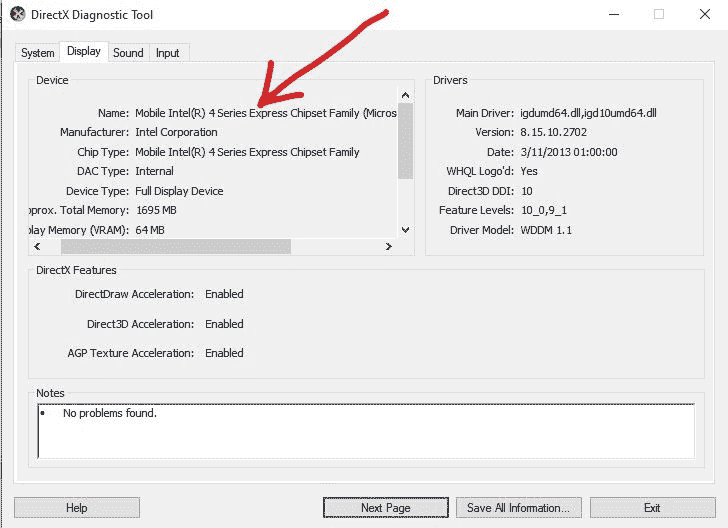 DirectX Diagnostic Tool
System Display Sound Input
Device
Name: Mobile Intel(R) 4 Series Express Chipset Family (Micros
Manufacturer: Intel Corporation
Chip Type: Mobile Intel(R) 4 Series Express Chipset Family
DAC Type: Internal
Device Type: Full Display Device
pprox. Total Memory: 1695 MB
play Memory (VRAM): 64 MB
Drivers
Main Driver: igdumd64.dll,igd10umd64.dll
Version: 8.15.10.2702
Date: 3/11/2013 01:00:00
WHQL Logo'd: Yes
Direct3D DDI: 10
Feature Levels: 10_0,9_1
Driver Model: WDDM 1.1
DirectX Features
DirectDraw Acceleration: Enabled
Direct3D Acceleration: Enabled
AGP Texture Acceleration: Enabled
Notes
• No problems found.
Help Next Page Save All Information... Exit